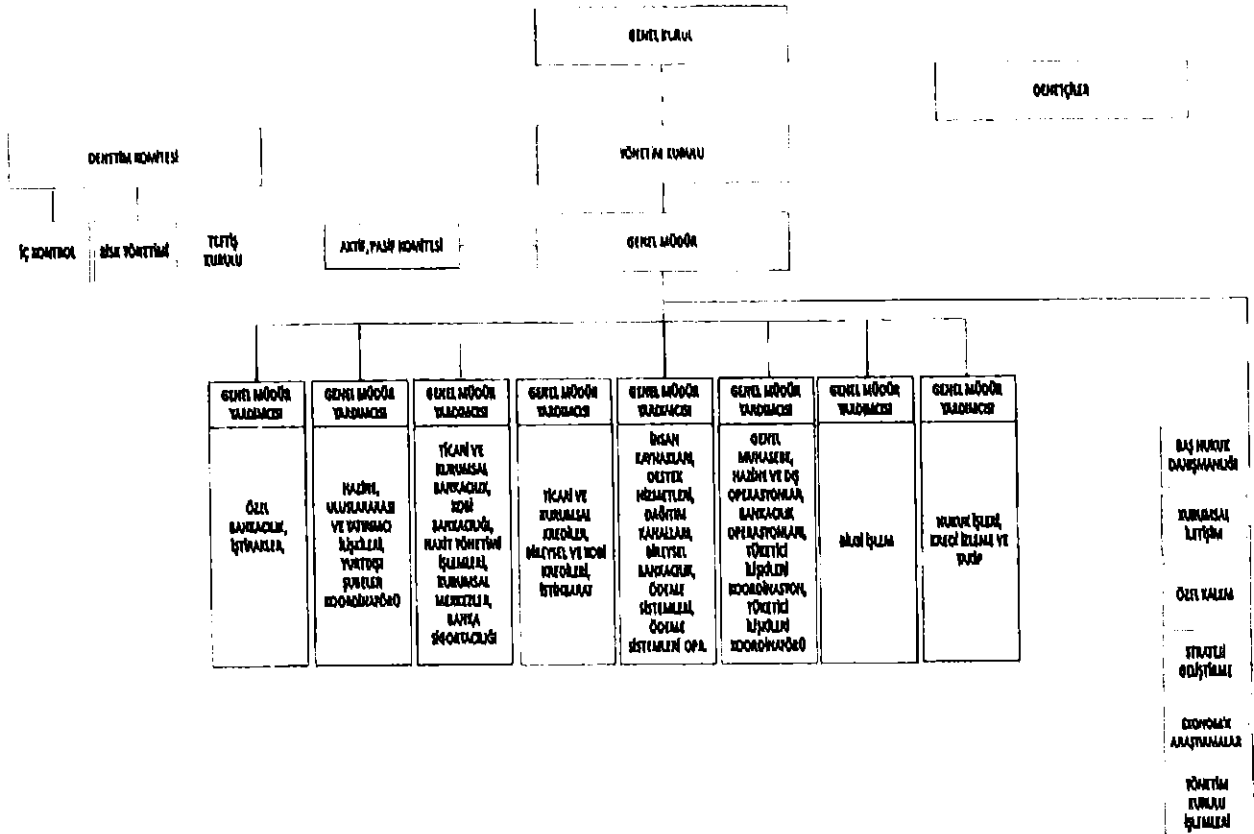 GENEL KURUL
DENETÇİLER
DENETİM KOMİTESİ
YÖNETİM KURULU
İÇ KONTROL
RİSK YÖNETİMİ
TEFTİŞ
KURULU
AKTİF, PASİF KOMİTESİ
GENEL MÜDÜR
GENEL MÜDÜR
YARDIMCISI
ÖZEL
BANKACILIK,
İŞTİRAKLER,
GENEL MÜDÜR
YARDIMCISI
HAZİNE,
ULUSLARARASI
VE YATIRIMCI
İLİŞKİLERİ,
YURTDIŞI
ŞUBELER
KOORDİNATÖRÜ
GENEL MÜDÜR
YARDIMCISI
TİCARİ VE
KURUMSAL
BANKACILIK,
KOBİ
BANKACILIĞI,
NAKİT YÖNETİMİ
İŞLEMLERİ,
KURUMSAL
MERKEZLER,
BANKA
SİGORTACILIĞI
GENEL MÜDÜR
YARDIMCISI
TİCARİ VE
KURUMSAL
KREDİLER,
BİREYSEL VE KOBİ
KREDİLERİ,
İSTİHBARAT
GENEL MÜDÜR
YARDIMCISI
İNSAN
KAYNAKLARI,
DESTEK
HİZMETLERİ,
DAĞITIM
KANALLARI,
BİREYSEL
BANKACILIK,
ÖDEME
SİSTEMLERİ,
ÖDEME
SİSTEMLERİ OPR.
GENEL MÜDÜR
YARDIMCISI
GENEL
MUHASEBE,
HAZİNE VE DIŞ
OPERASYONLAR,
BANKACILIK
OPERASYONLARI,
TÜKETİCİ
İLİŞKİLERİ
KOORDİNASYON,
TÜKETİCİ
İLİŞKİLERİ
KOORDİNATÖRÜ
GENEL MÜDÜR
YARDIMCISI
BİLGİ İŞLEM
GENEL MÜDÜR
YARDIMCISI
HUKUK İŞLERİ,
KREDİ İZLEME VE
TAKİP
BAŞ HUKUK
DANIŞMANLIĞI
KURUMSAL
İLETİŞİM
ÖZEL KALEM
STRATEJİ
GELİŞTİRME
EKONOMİK
ARAŞTIRMALAR
YÖNETİM
KURULU
İŞLEMLERİ